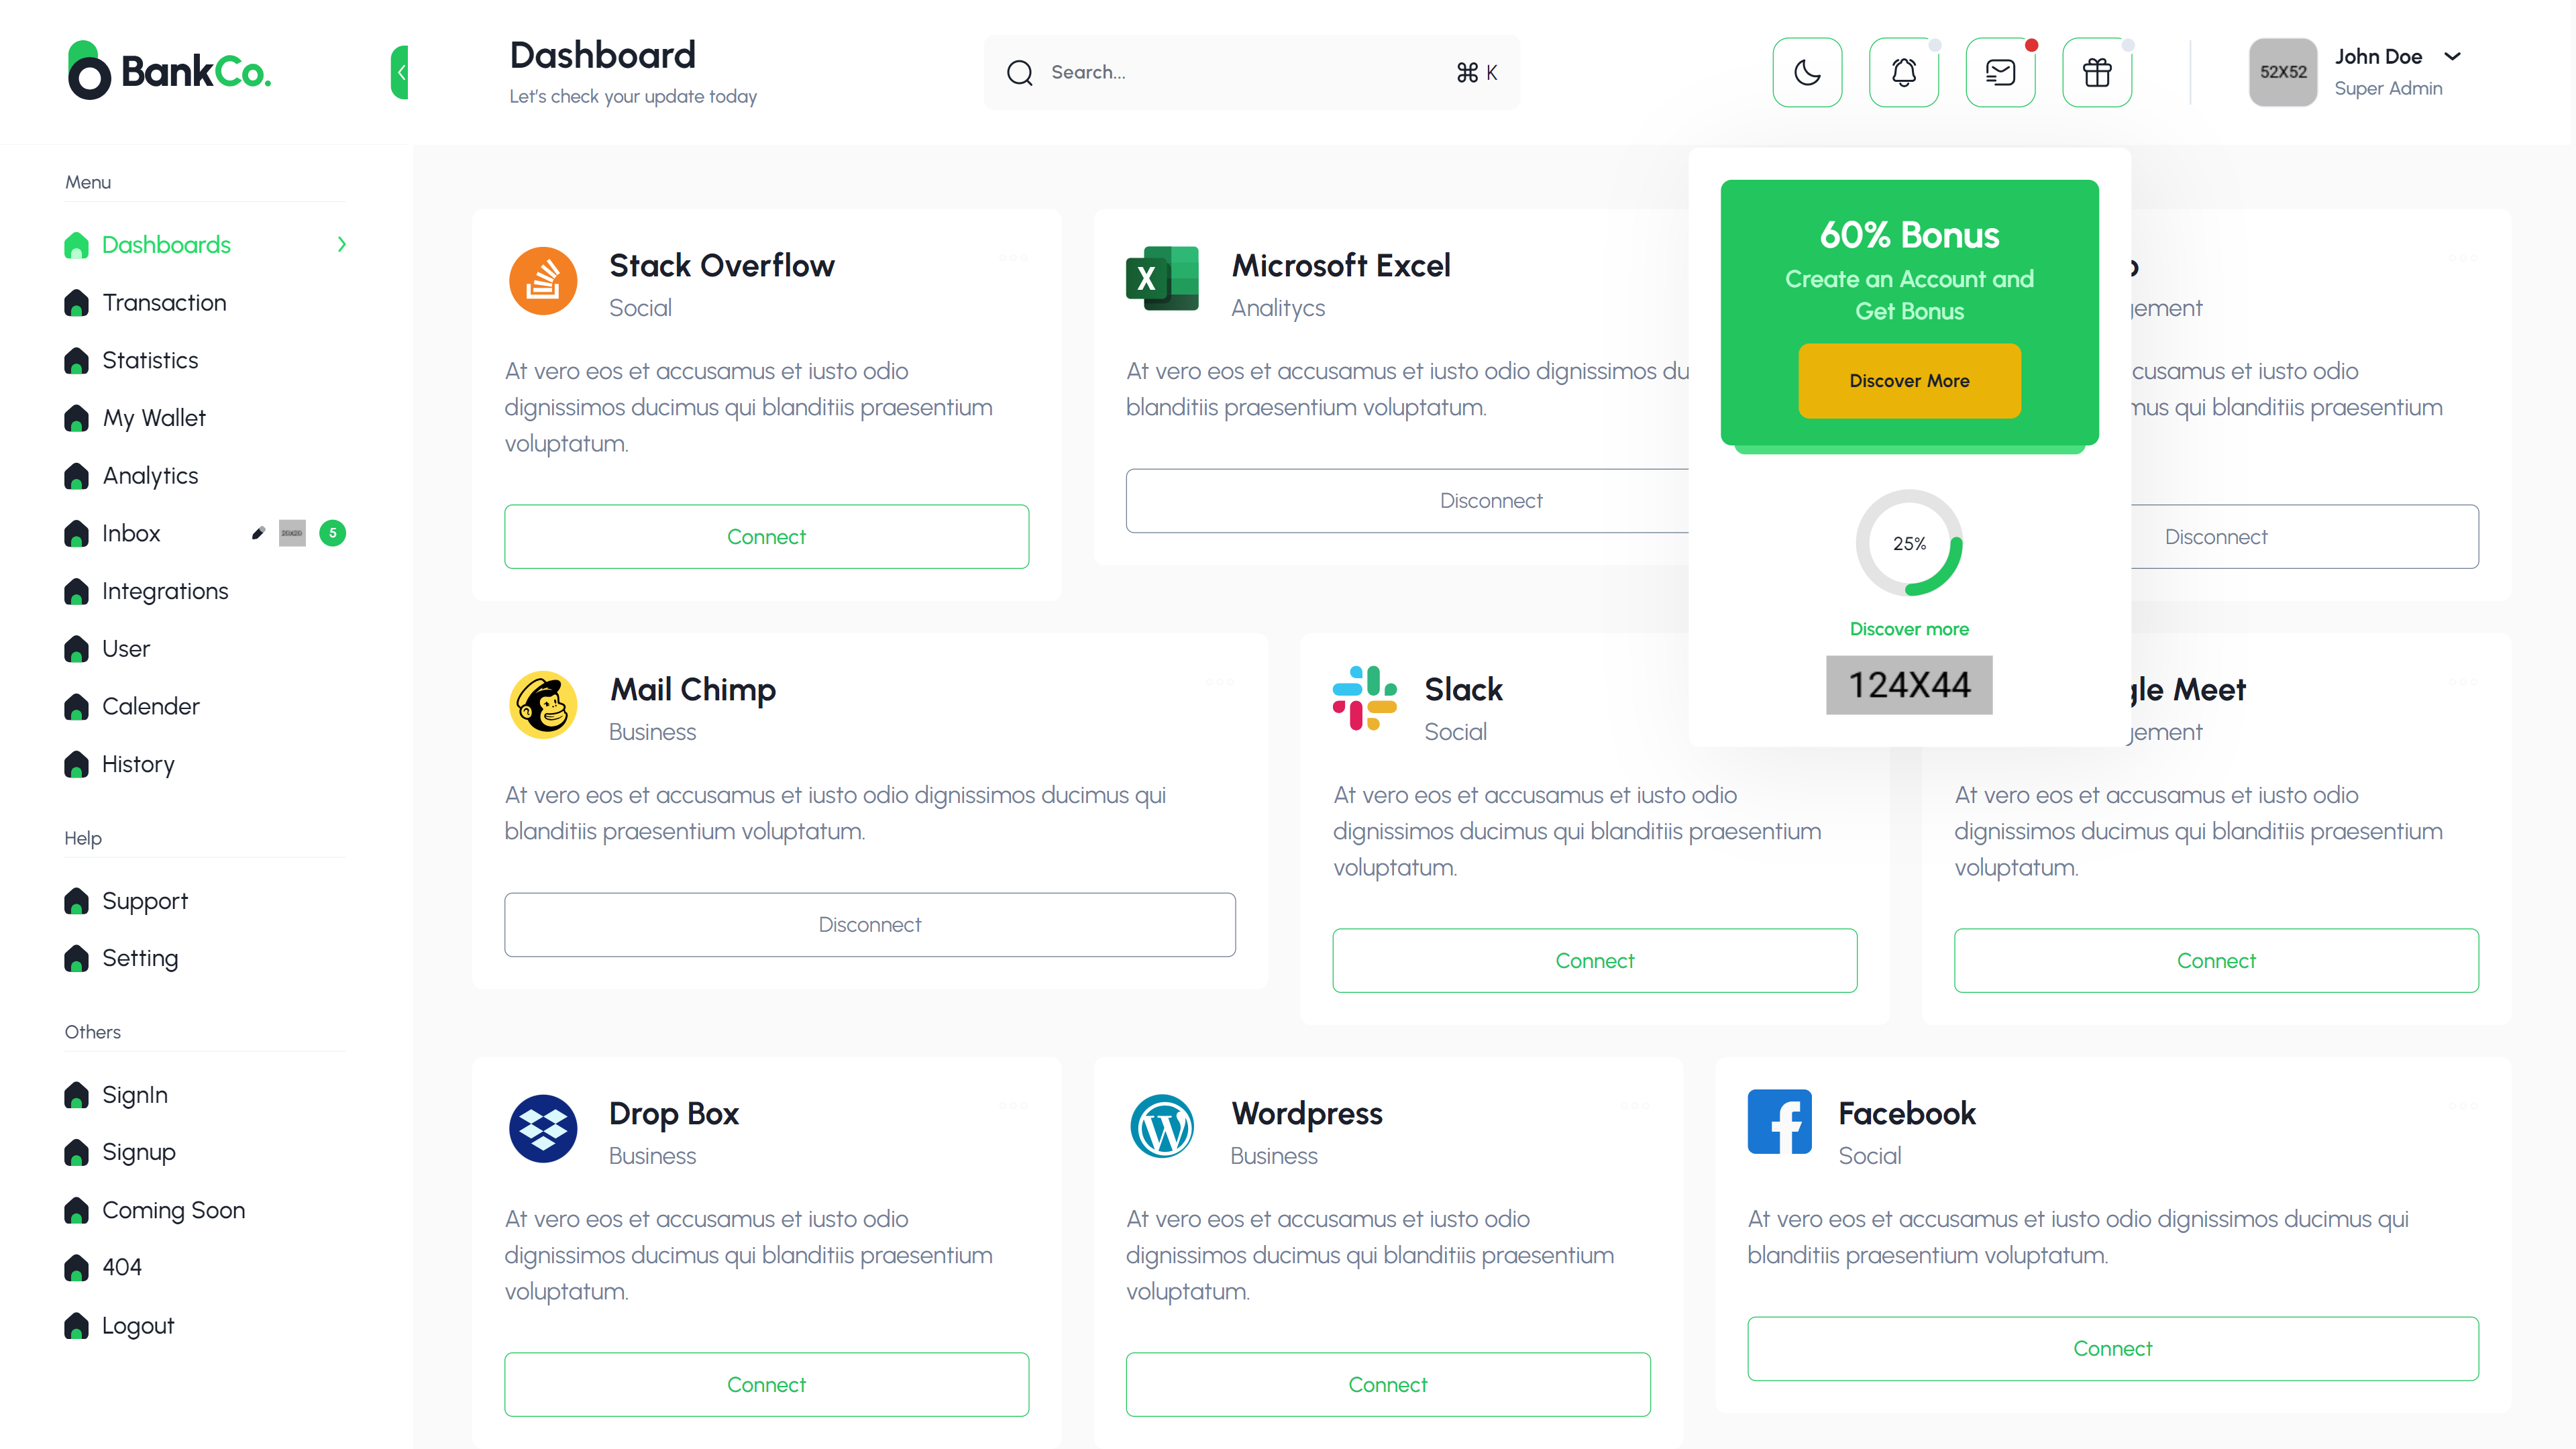 BankCo.
Dashboard
Let's check your update today
Search...
⌘ K
52X52
John Doe
Super Admin
Menu
Dashboards
Transaction
Statistics
My Wallet
Analytics
Inbox
5
Integrations
User
Calender
History
Help
Support
Setting
Others
SignIn
Signup
Coming Soon
404
Logout
Stack Overflow
Social
At vero eos et accusamus et iusto odio
dignissimos ducimus qui blanditiis praesentium
voluptatum.
Connect
Microsoft Excel
Analitycs
At vero eos et accusamus et iusto odio dignissimos du
blanditiis praesentium voluptatum.
Disconnect
60% Bonus
Create an Account and
Get Bonus
Discover More
25%
Discover more
124X44
gement
cusamus et iusto odio
mus qui blanditiis praesentium
Disconnect
Mail Chimp
Business
At vero eos et accusamus et iusto odio dignissimos ducimus qui
blanditiis praesentium voluptatum.
Disconnect
Slack
Social
At vero eos et accusamus et iusto odio
dignissimos ducimus qui blanditiis praesentium
voluptatum.
Connect
gle Meet
gement
At vero eos et accusamus et iusto odio
dignissimos ducimus qui blanditiis praesentium
voluptatum.
Connect
Drop Box
Business
At vero eos et accusamus et iusto odio
dignissimos ducimus qui blanditiis praesentium
voluptatum.
Connect
Wordpress
Business
At vero eos et accusamus et iusto odio
dignissimos ducimus qui blanditiis praesentium
voluptatum.
Connect
Facebook
Social
At vero eos et accusamus et iusto odio dignissimos ducimus qui
blanditiis praesentium voluptatum.
Connect